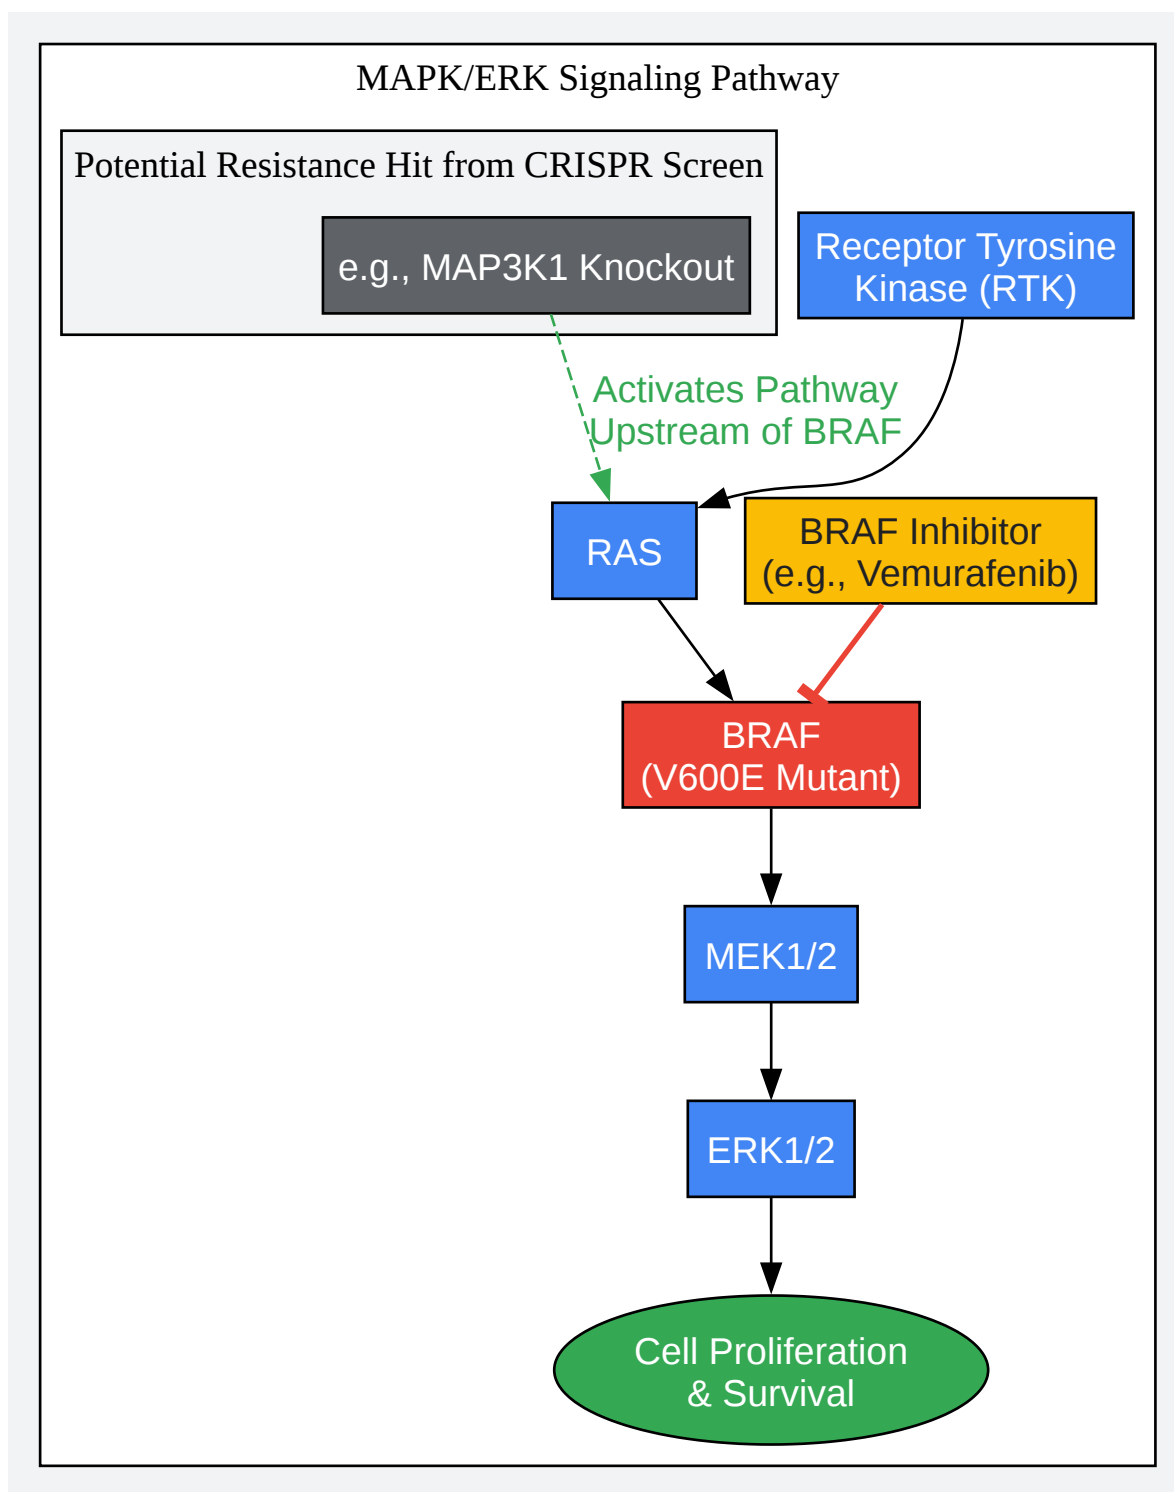 MAPK/ERK Signaling Pathway
Potential Resistance Hit from CRISPR Screen
e.g., MAP3K1 Knockout
Receptor Tyrosine
Kinase (RTK)
Activates Pathway
Upstream of BRAF
RAS
BRAF Inhibitor
(e.g., Vemurafenib)
BRAF
(V600E Mutant)
MEK1/2
ERK1/2
Cell Proliferation
& Survival